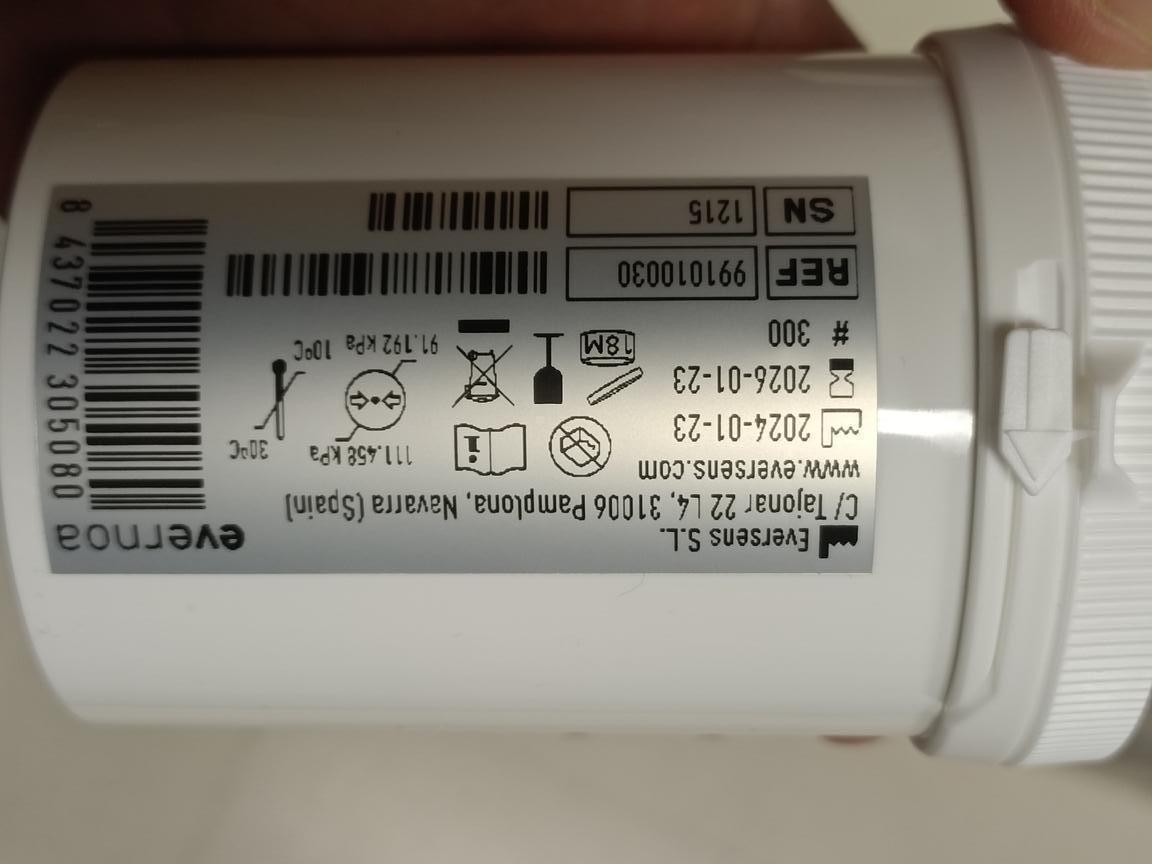 Eversens S.L.
C/ Tajonar 22 L4, 31006 Pamplona, Navarra (Spain)
www.eversens.com
2024-01-23
2026-01-23
# 300
18M
111.458 kPa
91.192 kPa
30ºC
10ºC
REF 991010030
SN 1215
evernoa
8 437022 305080